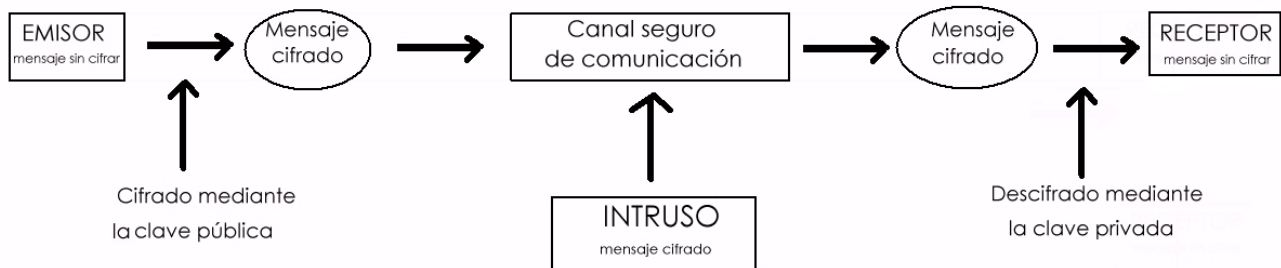 EMISOR
mensaje sin cifrar
Mensaje
cifrado
Canal seguro
de comunicación
Mensaje
cifrado
RECEPTOR
mensaje sin cifrar
Cifrado mediante
la clave pública
INTRUSO
mensaje cifrado
Descifrado mediante
la clave privada